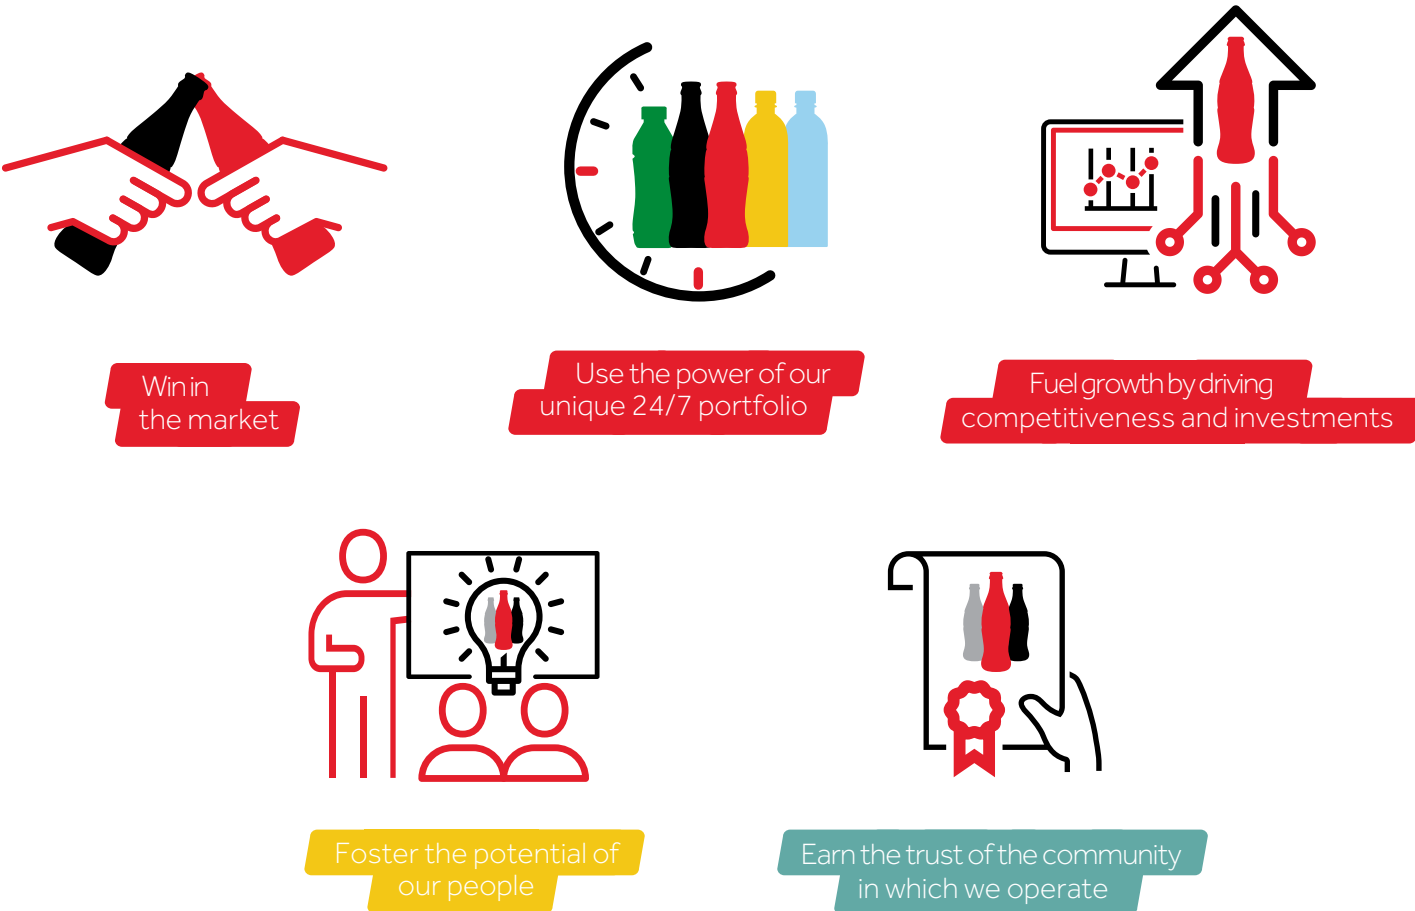 Win in
the market
Use the power of our
unique 24/7 portfolio
Fuel growth by driving
competitiveness and investments
Foster the potential of
our people
Earn the trust of the community
in which we operate